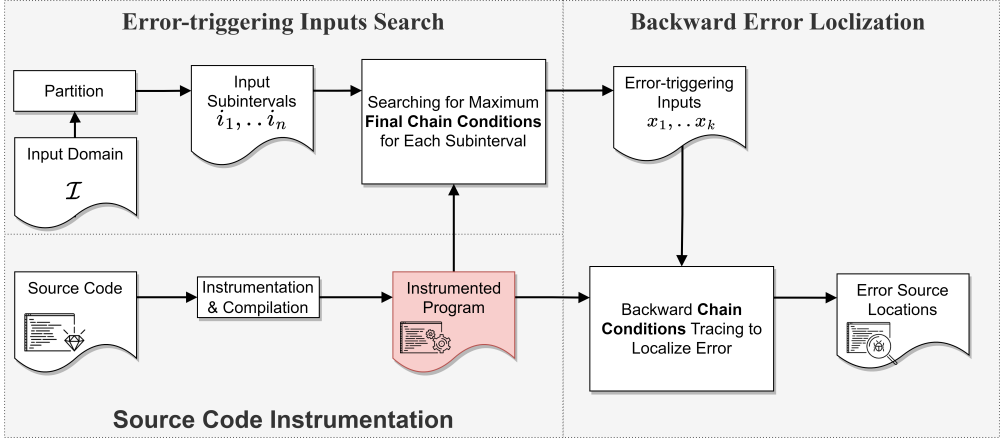 Error-triggering Inputs Search
Backward Error Loclization
Partition
Input
Subintervals
i₁, . . iₙ
Searching for Maximum
Final Chain Conditions
for Each Subinterval
Error-triggering
Inputs
x₁, . . xₖ
Input Domain
ℐ
Source Code
Instrumentation
& Compilation
Instrumented
Program
Backward Chain
Conditions Tracing to
Localize Error
Error Source
Locations
Source Code Instrumentation